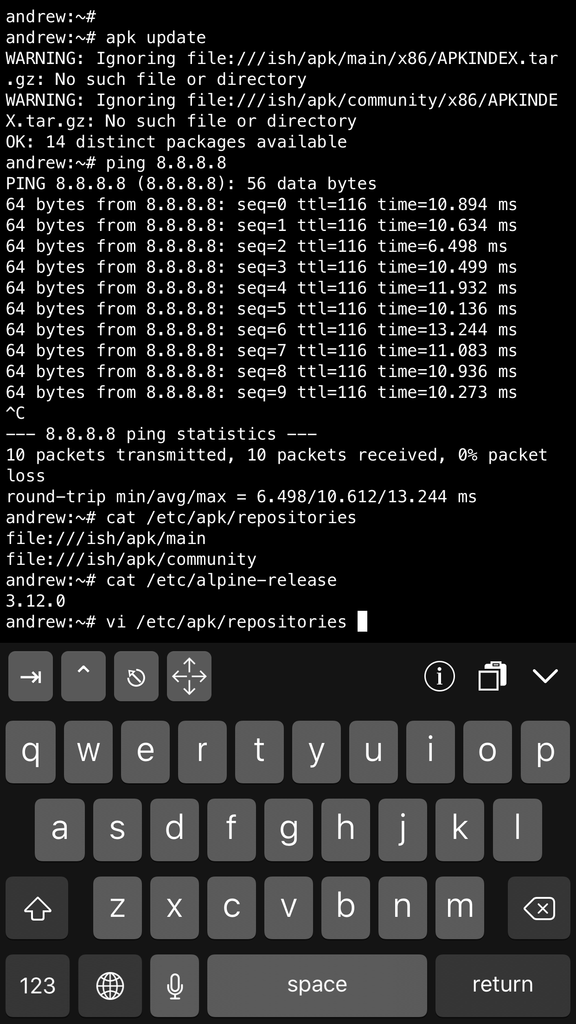 andrew:~#
andrew:~# apk update
WARNING: Ignoring file:///ish/apk/main/x86/APKINDEX.tar
.gz: No such file or directory
WARNING: Ignoring file:///ish/apk/community/x86/APKINDE
X.tar.gz: No such file or directory
OK: 14 distinct packages available
andrew:~# ping 8.8.8.8
PING 8.8.8.8 (8.8.8.8): 56 data bytes
64 bytes from 8.8.8.8: seq=0 ttl=116 time=10.894 ms
64 bytes from 8.8.8.8: seq=1 ttl=116 time=10.634 ms
64 bytes from 8.8.8.8: seq=2 ttl=116 time=6.498 ms
64 bytes from 8.8.8.8: seq=3 ttl=116 time=10.499 ms
64 bytes from 8.8.8.8: seq=4 ttl=116 time=11.932 ms
64 bytes from 8.8.8.8: seq=5 ttl=116 time=10.136 ms
64 bytes from 8.8.8.8: seq=6 ttl=116 time=13.244 ms
64 bytes from 8.8.8.8: seq=7 ttl=116 time=11.083 ms
64 bytes from 8.8.8.8: seq=8 ttl=116 time=10.936 ms
64 bytes from 8.8.8.8: seq=9 ttl=116 time=10.273 ms
^C
--- 8.8.8.8 ping statistics ---
10 packets transmitted, 10 packets received, 0% packet
loss
round-trip min/avg/max = 6.498/10.612/13.244 ms
andrew:~# cat /etc/apk/repositories
file:///ish/apk/main
file:///ish/apk/community
andrew:~# cat /etc/alpine-release
3.12.0
andrew:~# vi /etc/apk/repositories
q w e r t y u i o p
a s d f g h j k l
z x c v b n m
123 space return